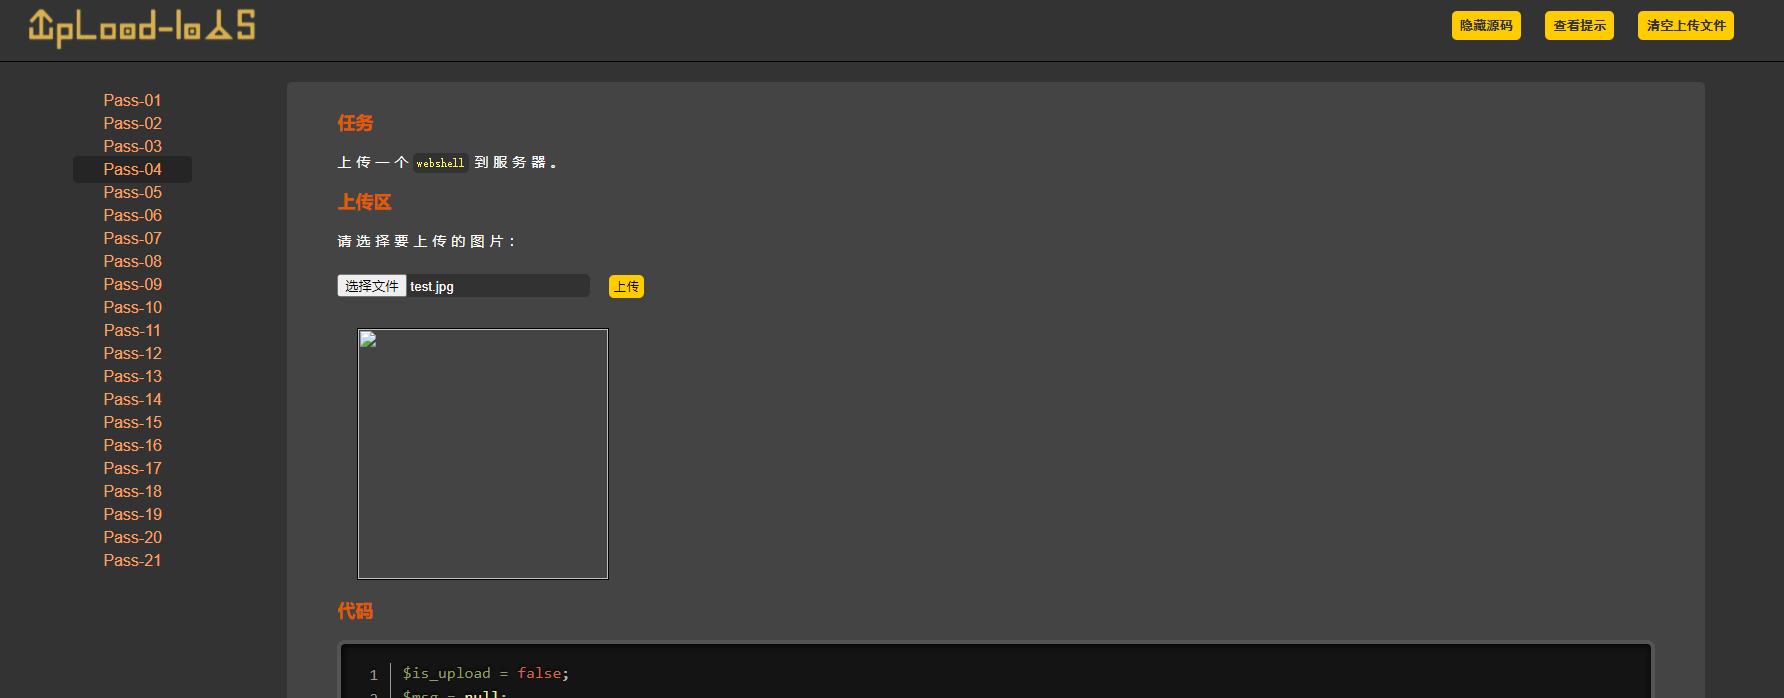 UpLoad-labs
隐藏源码
查看提示
清空上传文件
Pass-01
Pass-02
Pass-03
Pass-04
Pass-05
Pass-06
Pass-07
Pass-08
Pass-09
Pass-10
Pass-11
Pass-12
Pass-13
Pass-14
Pass-15
Pass-16
Pass-17
Pass-18
Pass-19
Pass-20
Pass-21
任务
上传一个 webshell 到服务器。
上传区
请选择要上传的图片：
选择文件 test.jpg 上传
代码
1 $is_upload = false;
2 $msg = null;